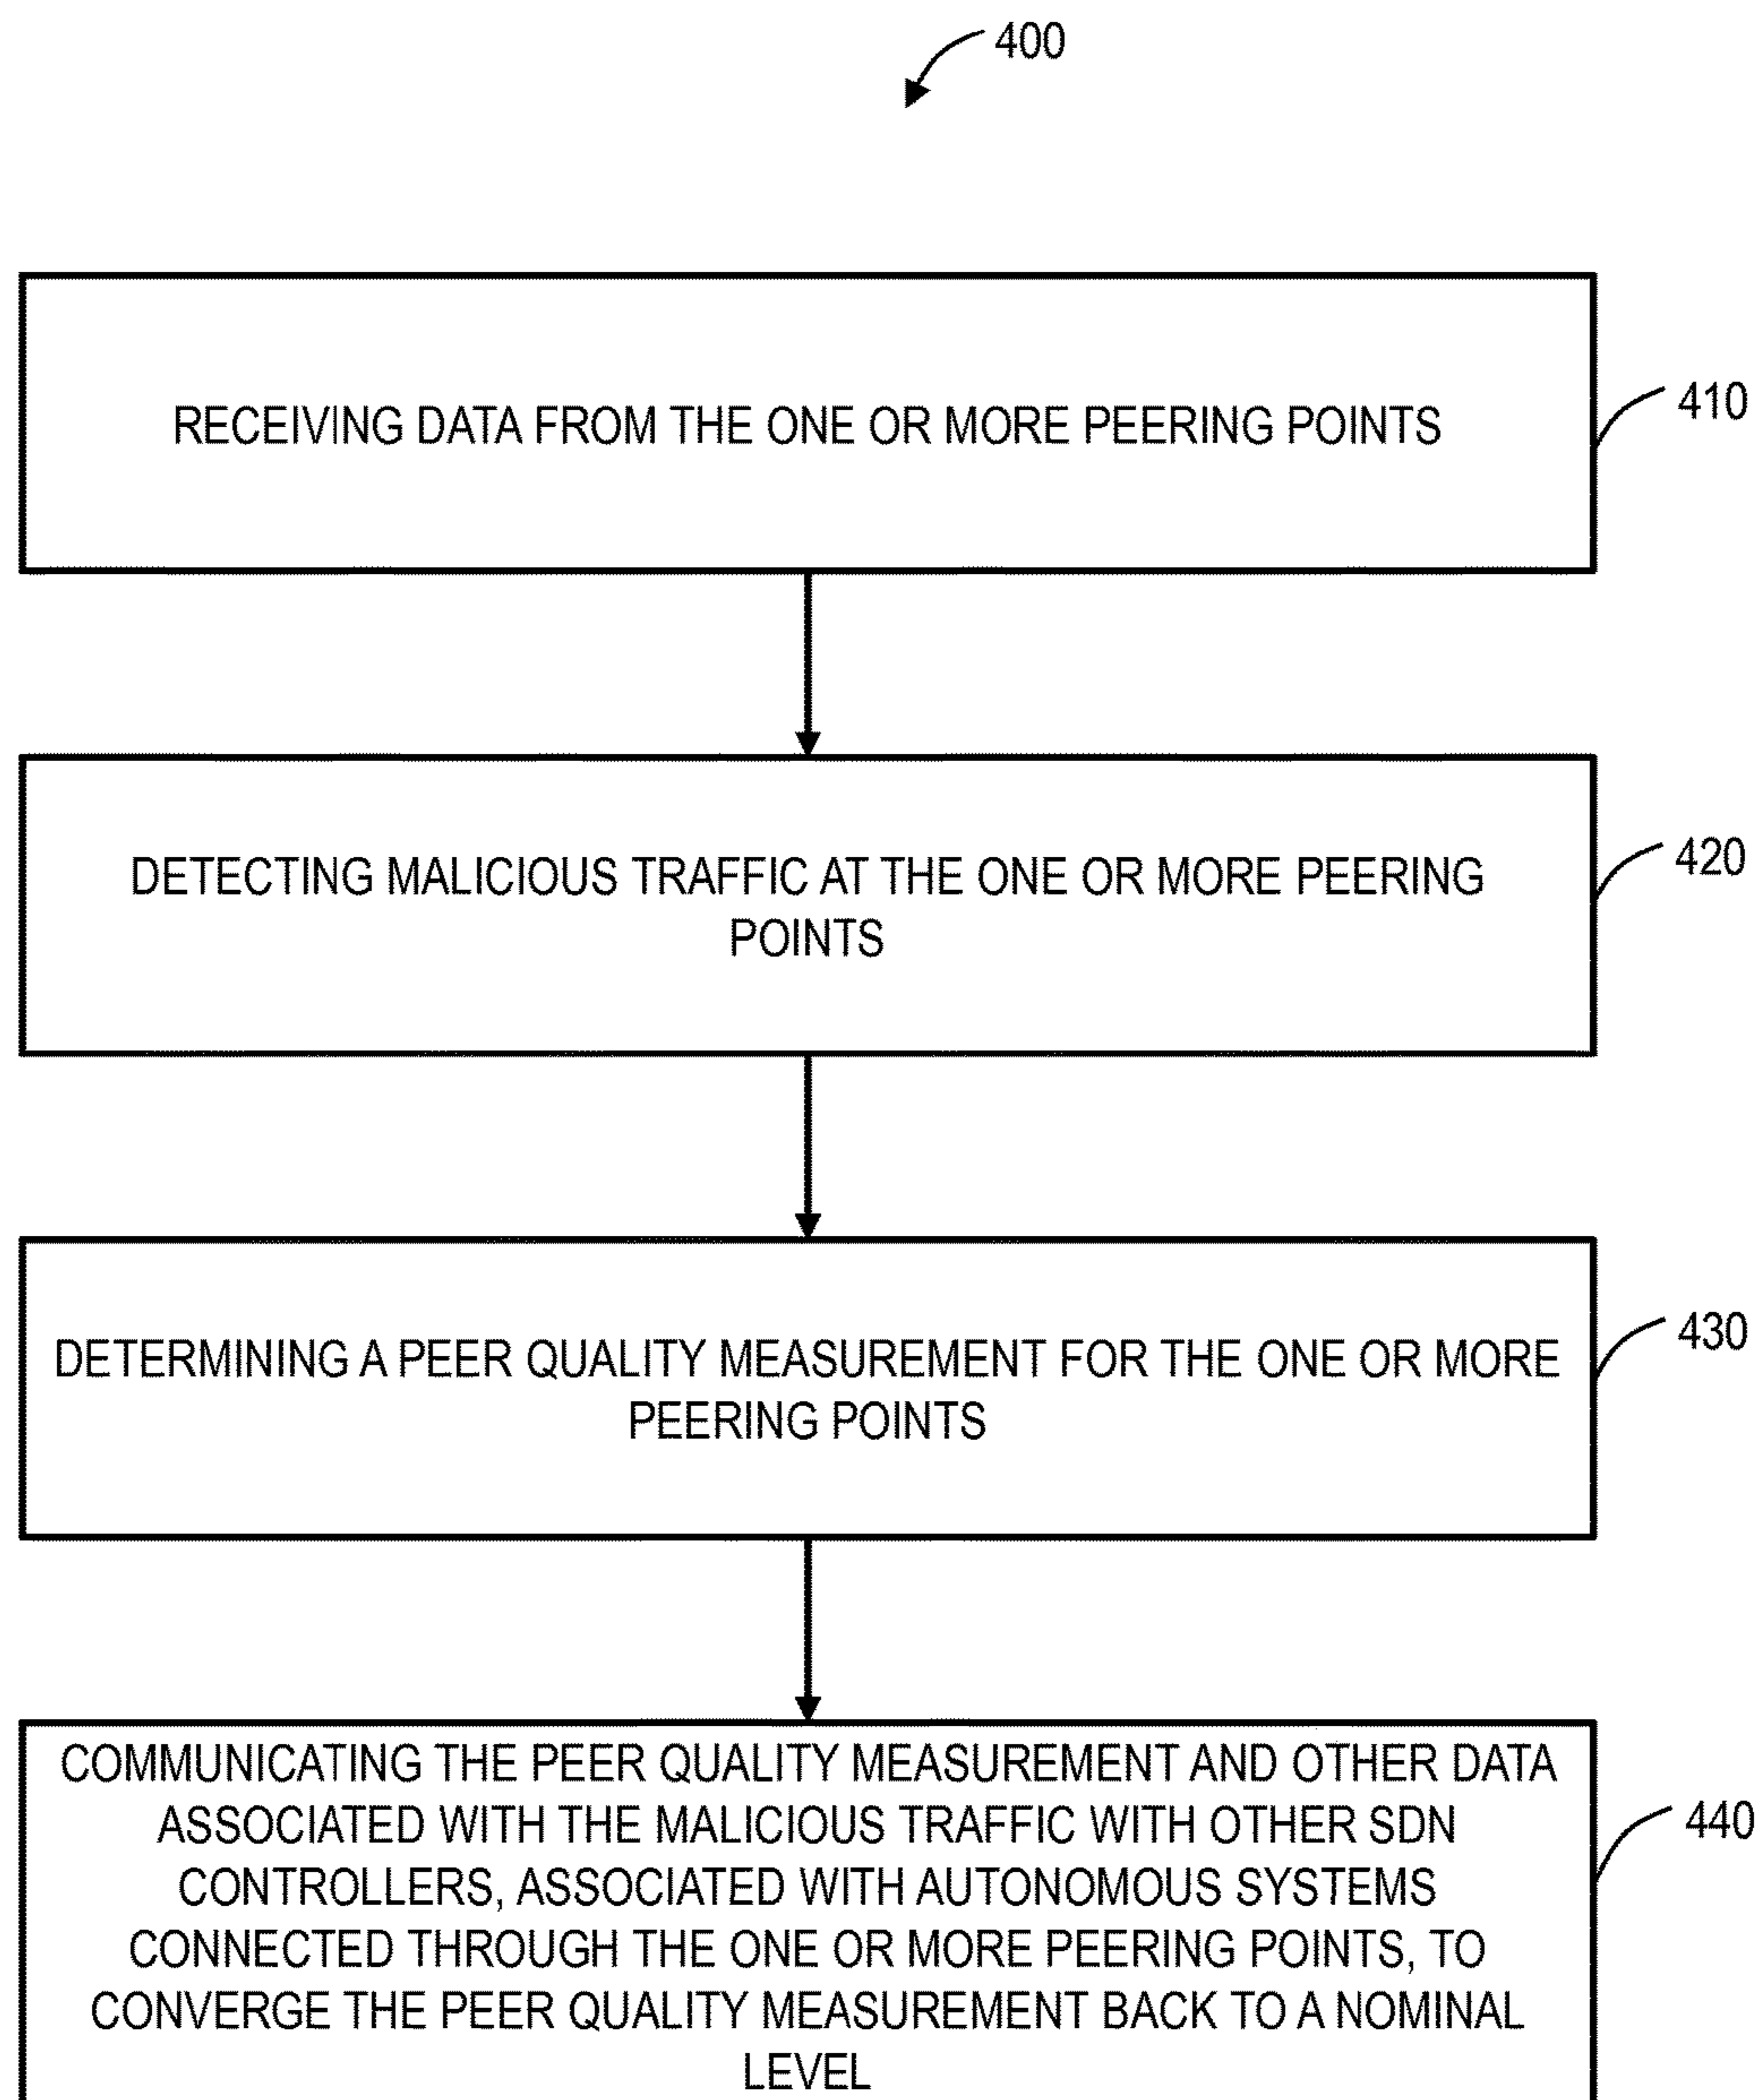 400
RECEIVING DATA FROM THE ONE OR MORE PEERING POINTS
410
DETECTING MALICIOUS TRAFFIC AT THE ONE OR MORE PEERING
POINTS
420
DETERMINING A PEER QUALITY MEASUREMENT FOR THE ONE OR MORE
PEERING POINTS
430
COMMUNICATING THE PEER QUALITY MEASUREMENT AND OTHER DATA
ASSOCIATED WITH THE MALICIOUS TRAFFIC WITH OTHER SDN
CONTROLLERS, ASSOCIATED WITH AUTONOMOUS SYSTEMS
CONNECTED THROUGH THE ONE OR MORE PEERING POINTS, TO
CONVERGE THE PEER QUALITY MEASUREMENT BACK TO A NOMINAL
LEVEL
440